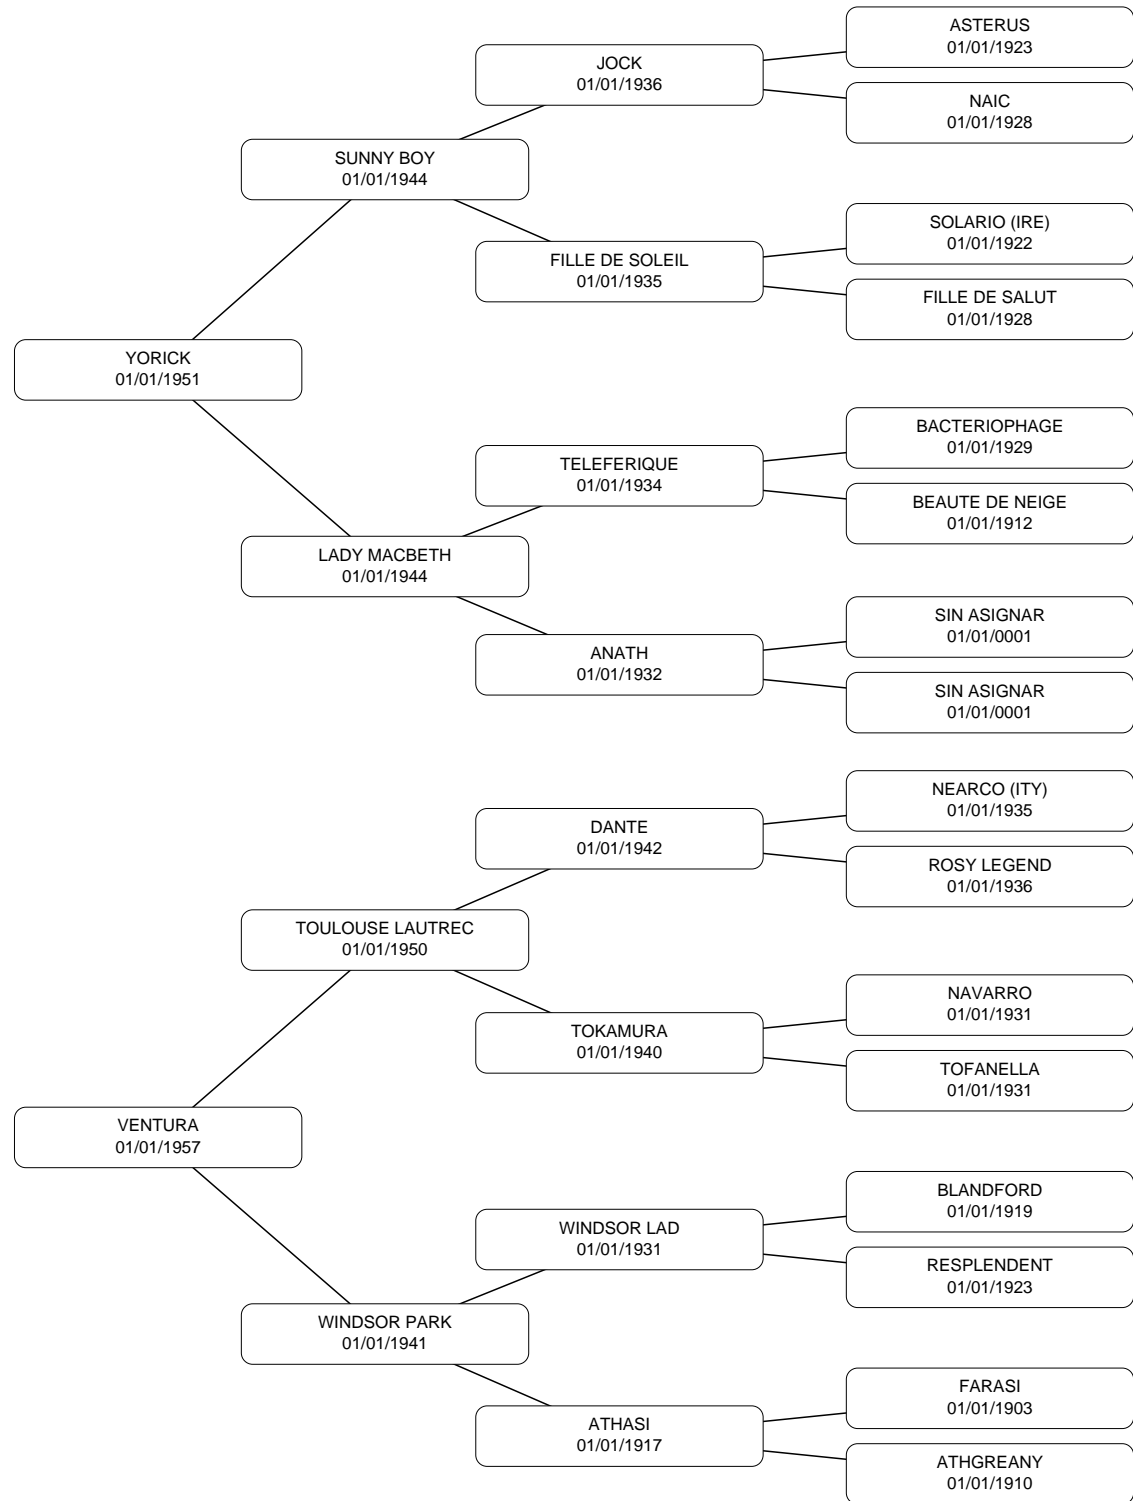 ASTERUS
01/01/1923
JOCK
01/01/1936
NAIC
01/01/1928
SUNNY BOY
01/01/1944
SOLARIO (IRE)
01/01/1922
FILLE DE SOLEIL
01/01/1935
FILLE DE SALUT
01/01/1928
YORICK
01/01/1951
BACTERIOPHAGE
01/01/1929
TELEFERIQUE
01/01/1934
BEAUTE DE NEIGE
01/01/1912
LADY MACBETH
01/01/1944
SIN ASIGNAR
01/01/0001
ANATH
01/01/1932
SIN ASIGNAR
01/01/0001
NEARCO (ITY)
01/01/1935
DANTE
01/01/1942
ROSY LEGEND
01/01/1936
TOULOUSE LAUTREC
01/01/1950
NAVARRO
01/01/1931
TOKAMURA
01/01/1940
TOFANELLA
01/01/1931
VENTURA
01/01/1957
BLANDFORD
01/01/1919
WINDSOR LAD
01/01/1931
RESPLENDENT
01/01/1923
WINDSOR PARK
01/01/1941
FARASI
01/01/1903
ATHASI
01/01/1917
ATHGREANY
01/01/1910